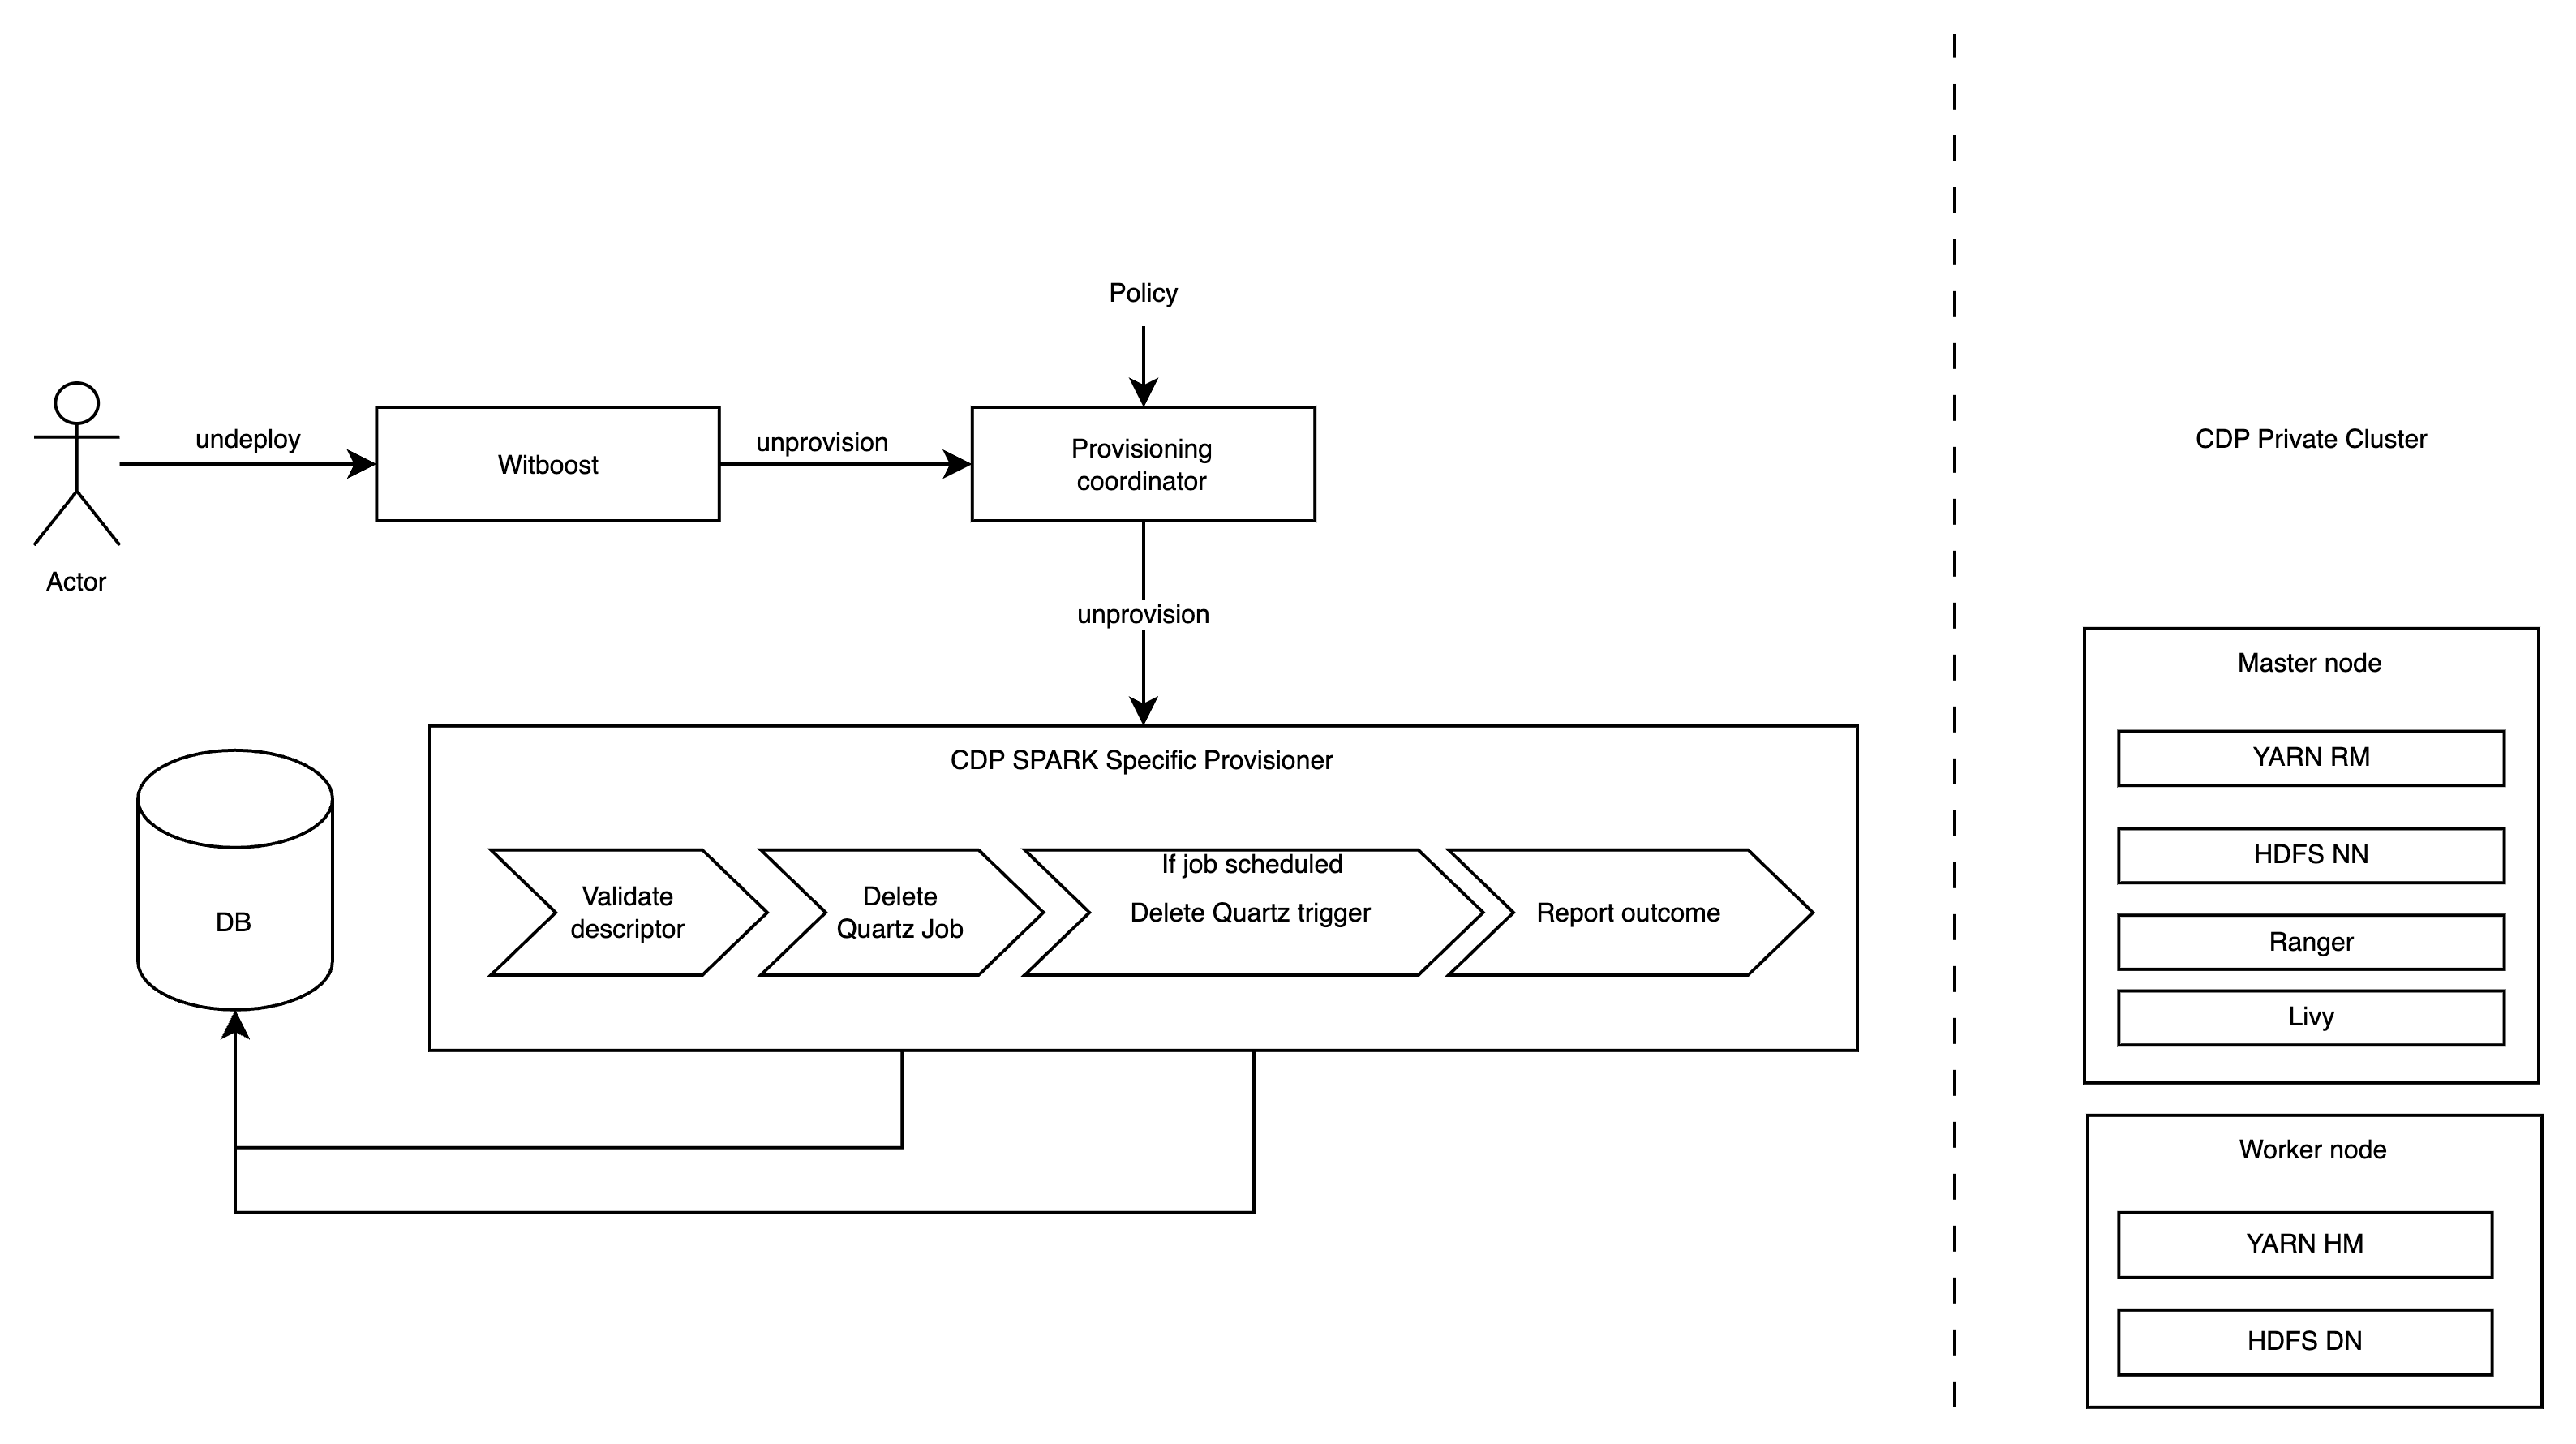 Policy
undeploy
Witboost
unprovision
Provisioning
coordinator
Actor
unprovision
CDP SPARK Specific Provisioner
Validate
descriptor
Delete
Quartz Job
If job scheduled
Delete Quartz trigger
Report outcome
DB
CDP Private Cluster
Master node
YARN RM
HDFS NN
Ranger
Livy
Worker node
YARN HM
HDFS DN